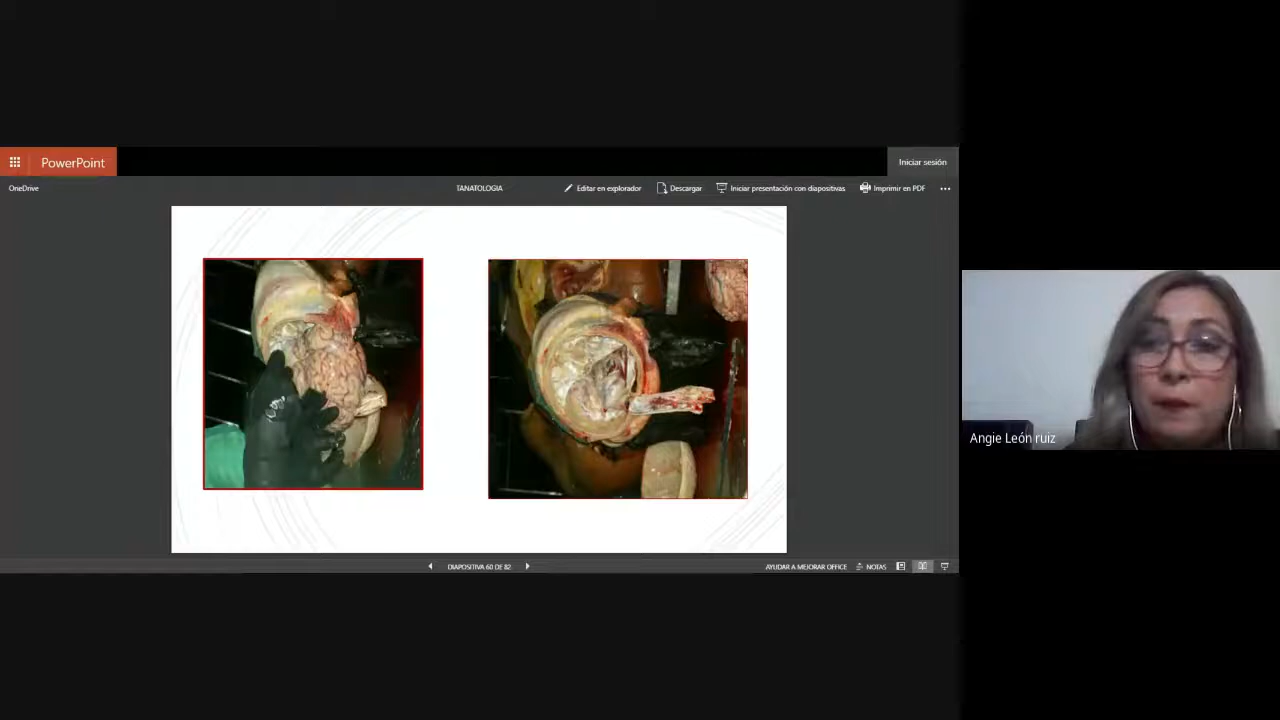 PowerPoint
Iniciar sesión
OneDrive
TANATOLOGIA
Editar en explorador
Descargar
Iniciar presentación con diapositivas
Imprimir en PDF
Angie León ruiz
DIAPOSITIVA 60 DE 82
AYUDAR A MEJORAR OFFICE
NOTAS